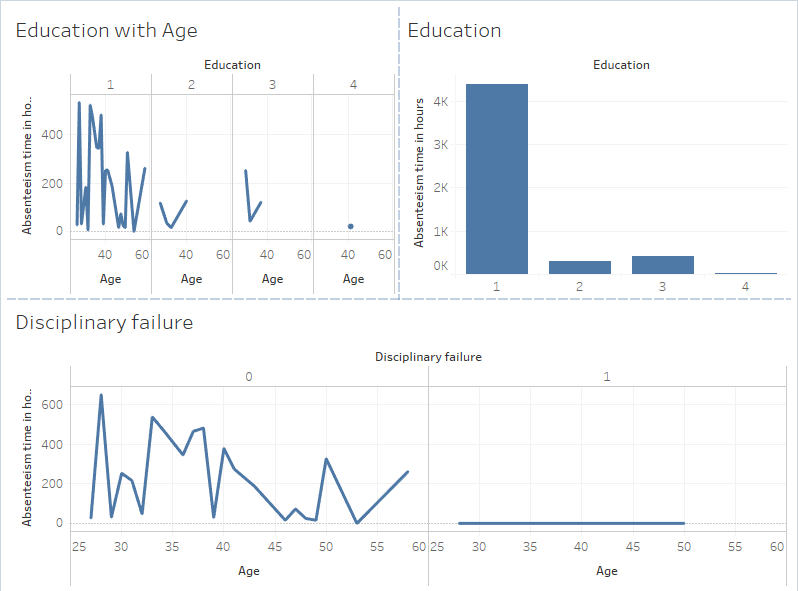 Education with Age
Education
1 2 3 4
Absenteeism time in ho..
400
200
0
40 60 40 60 40 60 40 60
Age Age Age Age
Education
Education
Absenteeism time in hours
4K
3K
2K
1K
0K
1 2 3 4
Disciplinary failure
Disciplinary failure
0 1
Absenteeism time in ho..
600
400
200
0
25 30 35 40 45 50 55 60 25 30 35 40 45 50 55 60
Age Age